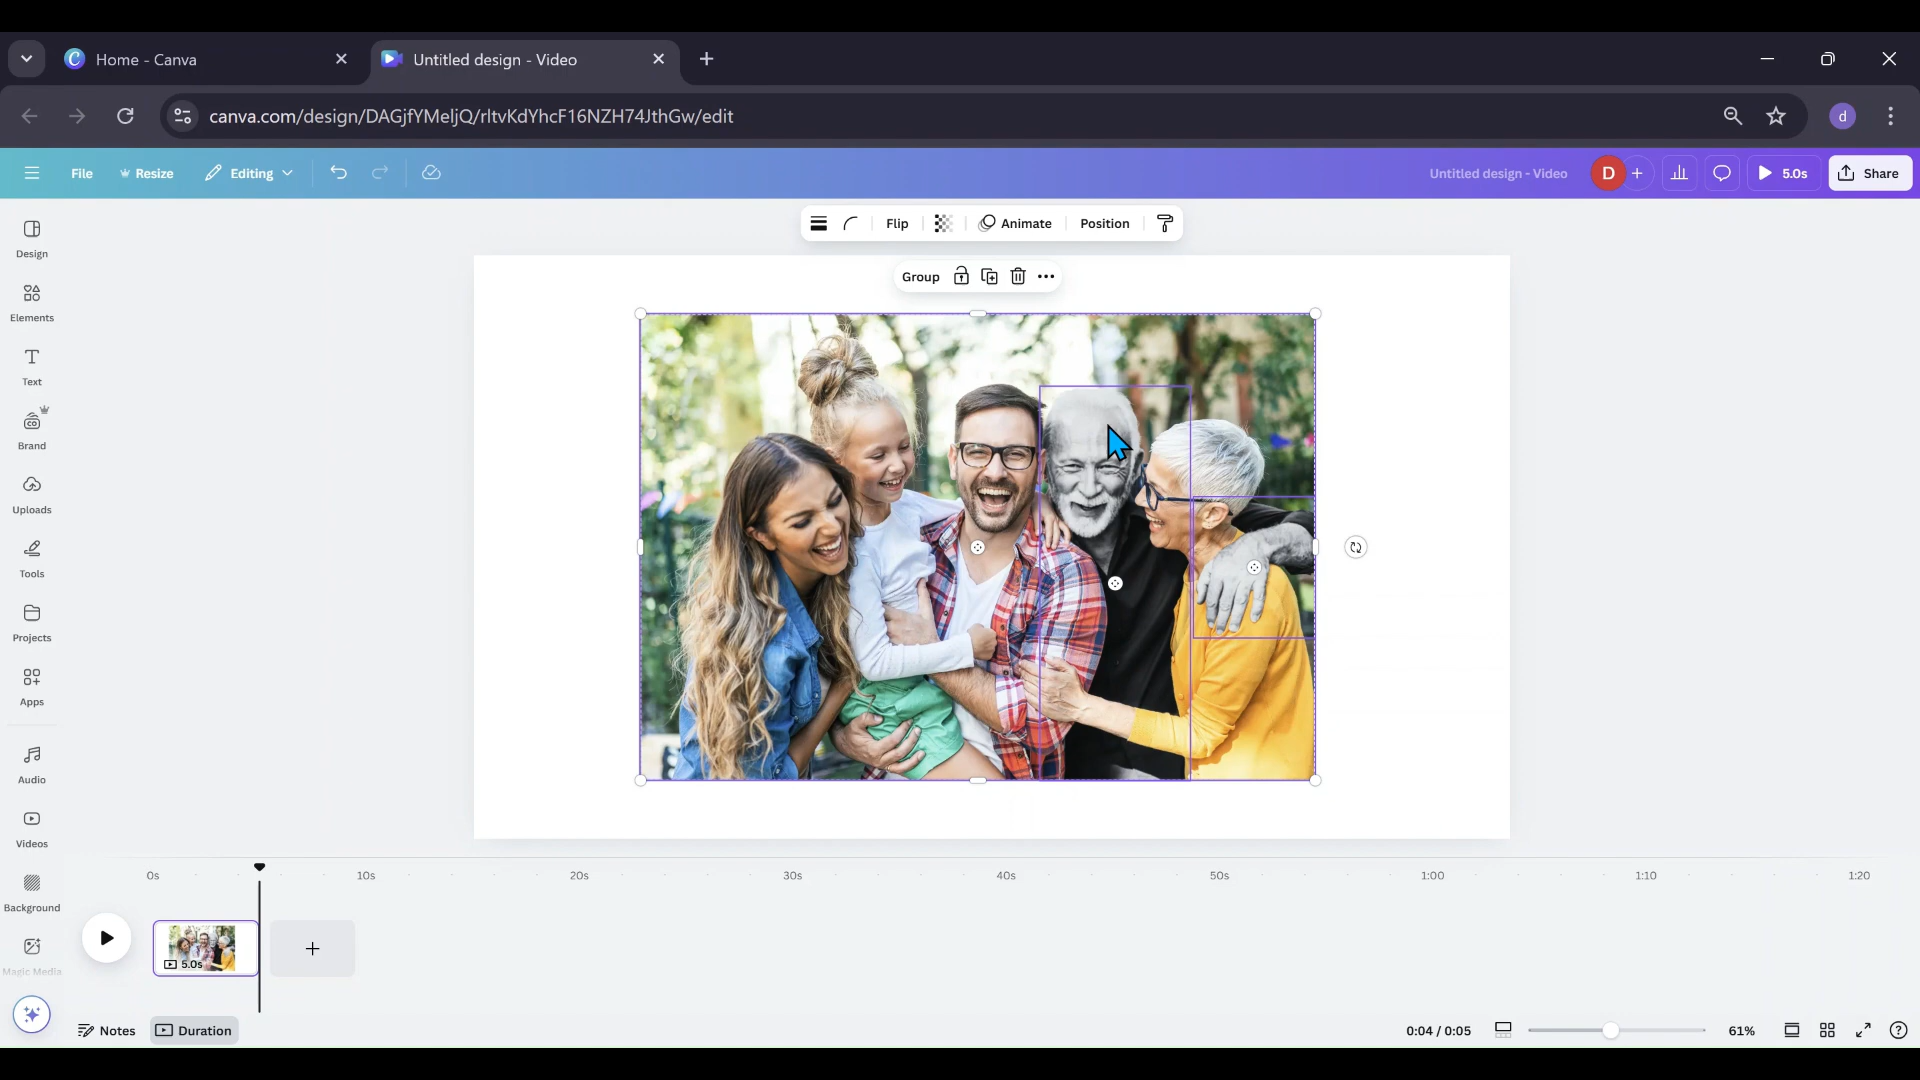 Home - Canva
Untitled design - Video
canva.com/design/DAGjfYMeljQ/rltvKdYhcF16NZH74JthGw/edit
d
File
Resize
Editing
Untitled design - Video
D
+
5.0s
Share
Flip
Animate
Position
Group
Design
Elements
Text
Brand
Uploads
Tools
Projects
Apps
Audio
Videos
Background
Magic Media
0s
10s
20s
30s
40s
50s
1:00
1:10
1:20
5.0s
Notes
Duration
0:04 / 0:05
61%